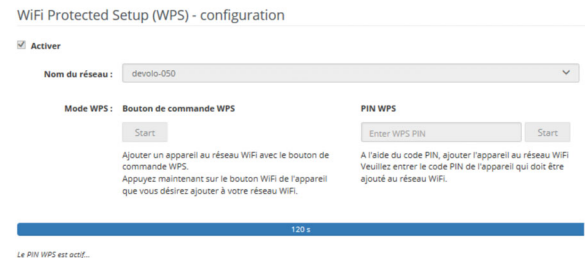 WiFi Protected Setup (WPS) - configuration
Activer
Nom du réseau : devolo-050
Mode WPS : Bouton de commande WPS
Start
Ajouter un appareil au réseau WiFi avec le bouton de
commande WPS.
Appuyez maintenant sur le bouton WiFi de l'appareil
que vous désirez ajouter à votre réseau WiFi.
PIN WPS
Enter WPS PIN Start
A l'aide du code PIN, ajouter l'appareil au réseau WiFi
Veuillez entrer le code PIN de l'appareil qui doit être
ajouté au réseau WiFi.
120 s
Le PIN WPS est actif...